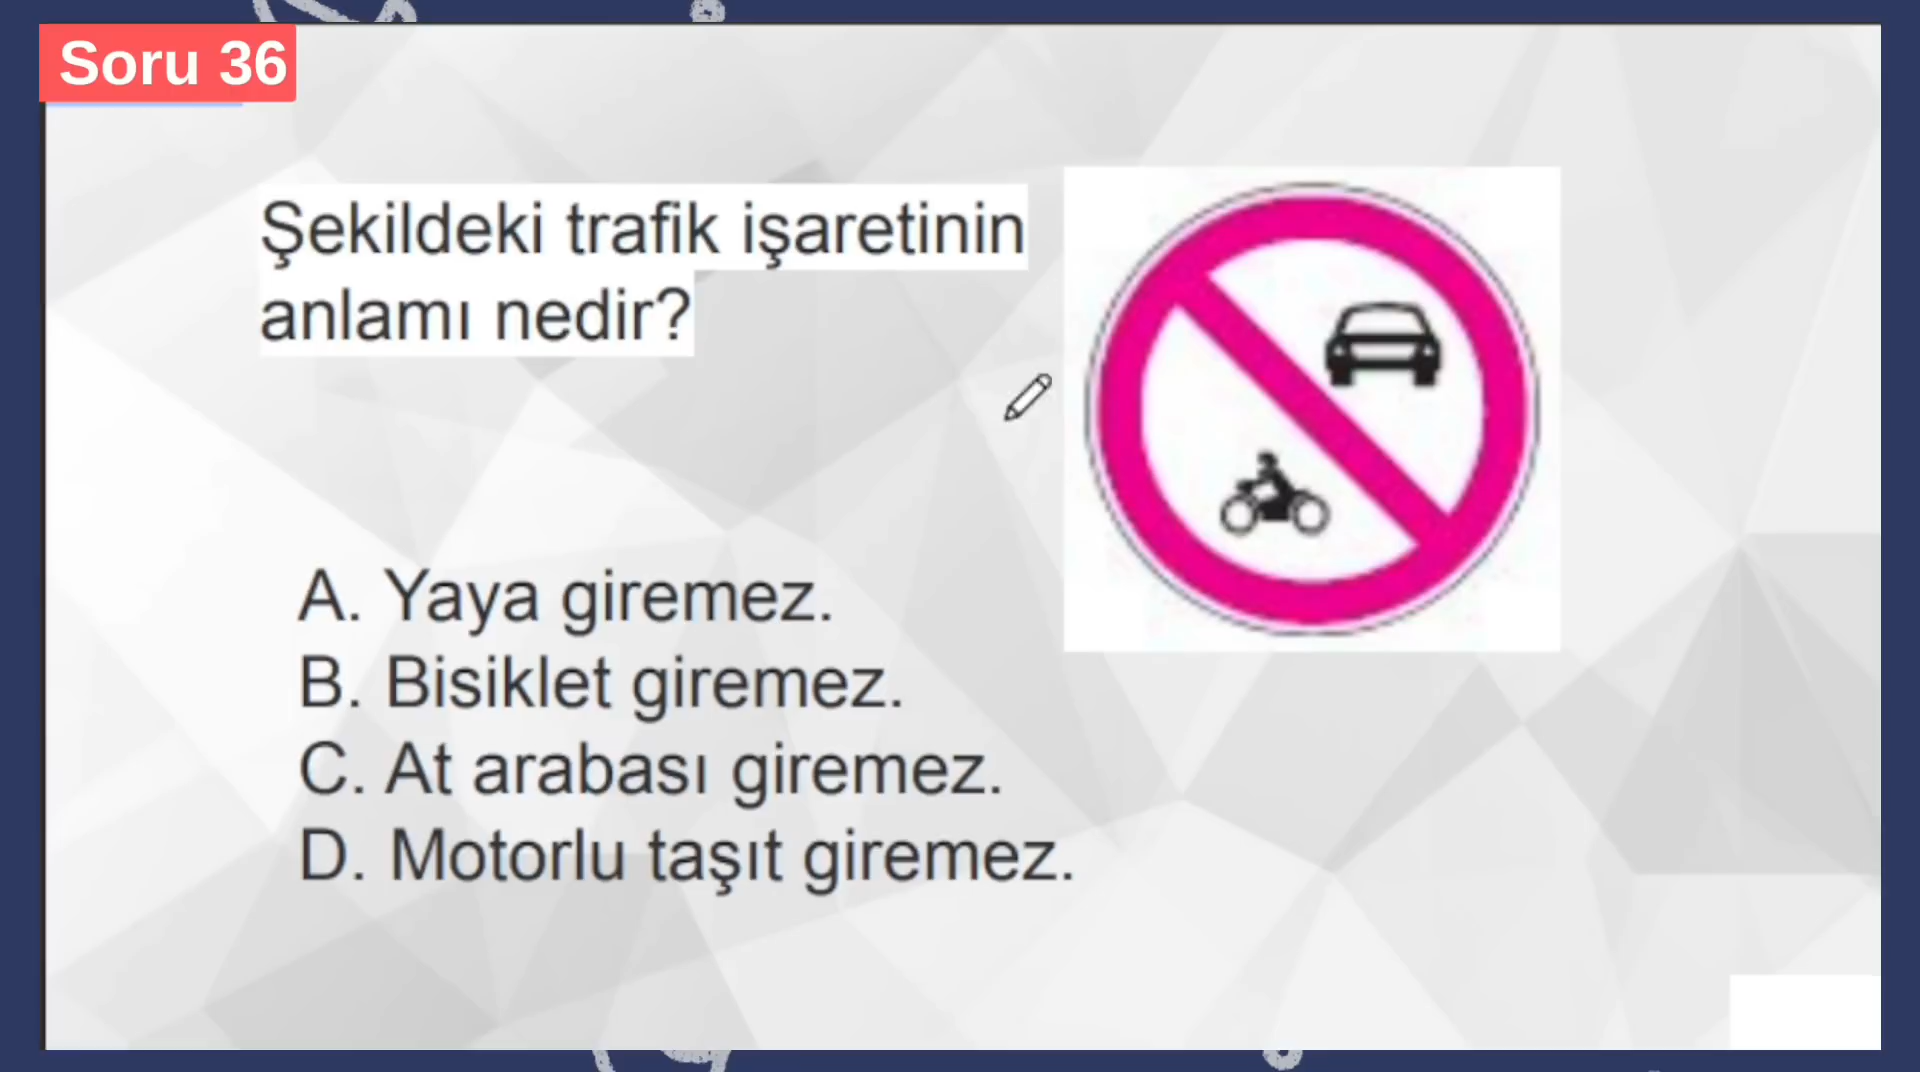 Soru 36
Şekildeki trafik işaretinin
anlamı nedir?
A. Yaya giremez.
B. Bisiklet giremez.
C. At arabası giremez.
D. Motorlu taşıt giremez.